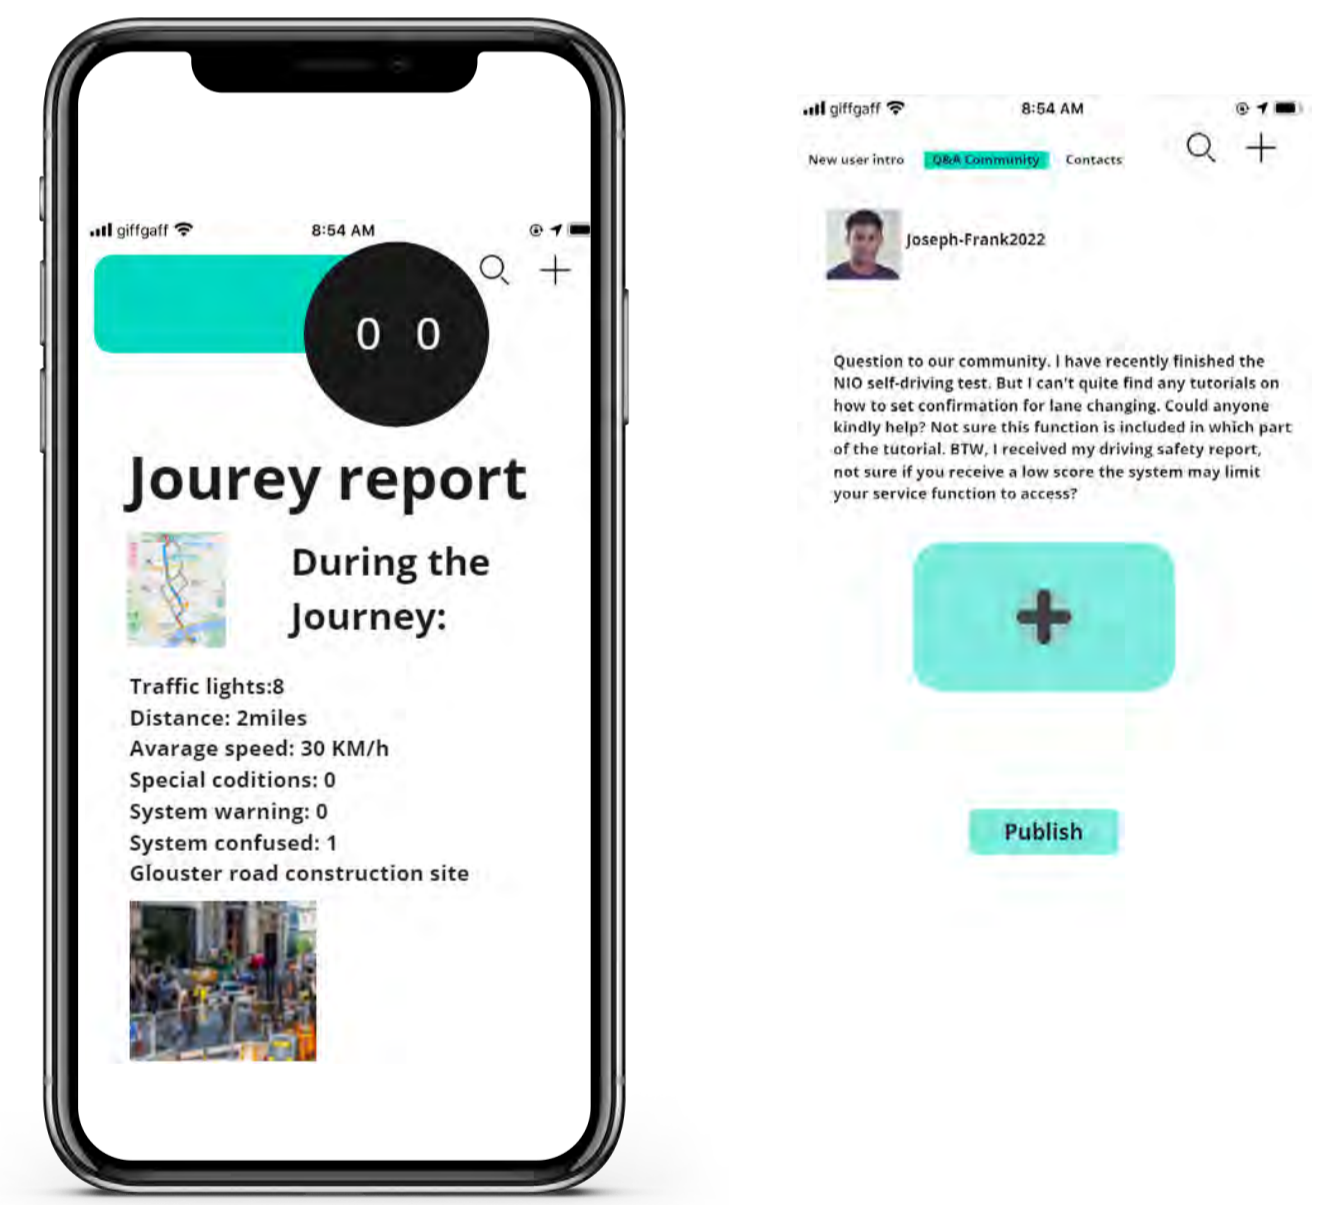 giffgaff 8:54 AM
0 0
Jourey report
During the
Journey:
Traffic lights:8
Distance: 2miles
Avarage speed: 30 KM/h
Special coditions: 0
System warning: 0
System confused: 1
Glouster road construction site
giffgaff 8:54 AM
New user intro Q&A Community Contacts
Joseph-Frank2022
Question to our community. I have recently finished the
NIO self-driving test. But I can't quite find any tutorials on
how to set confirmation for lane changing. Could anyone
kindly help? Not sure this function is included in which part
of the tutorial. BTW, I received my driving safety report,
not sure if you receive a low score the system may limit
your service function to access?
Publish